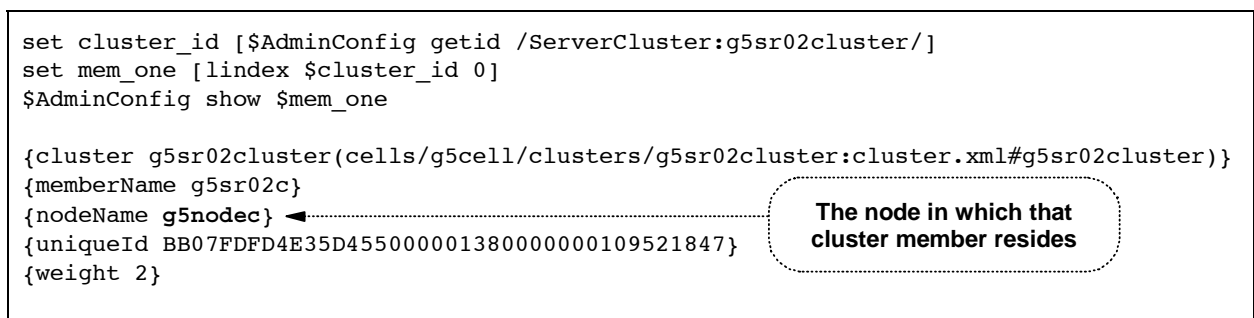 set cluster_id [$AdminConfig getid /ServerCluster:g5sr02cluster/]
set mem_one [lindex $cluster_id 0]
$AdminConfig show $mem_one
{cluster g5sr02cluster(cells/g5cell/clusters/g5sr02cluster:cluster.xml#g5sr02cluster)}
{memberName g5sr02c}
{nodeName g5nodec}
The node in which that
cluster member resides
{uniqueId BB07FDFD4E35D45500000138000000001​09521847}
{weight 2}